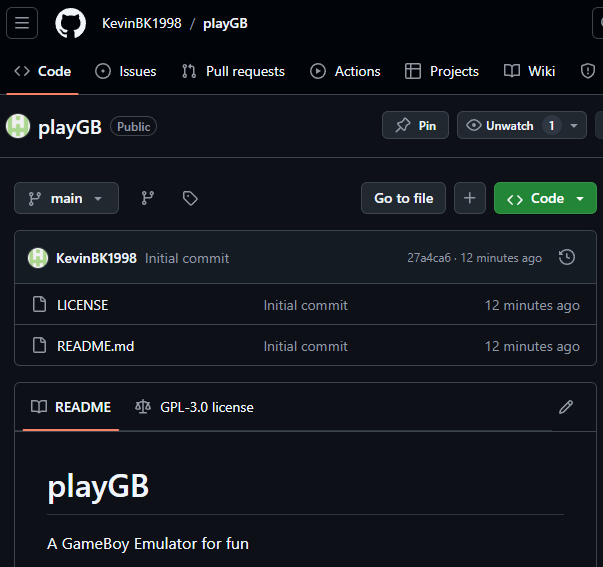 KevinBK1998 / playGB
Code Issues Pull requests Actions Projects Wiki
playGB Public Pin Unwatch 1
main Go to file Code
KevinBK1998 Initial commit 27a4ca6 · 12 minutes ago
LICENSE Initial commit 12 minutes ago
README.md Initial commit 12 minutes ago
README GPL-3.0 license
playGB
A GameBoy Emulator for fun